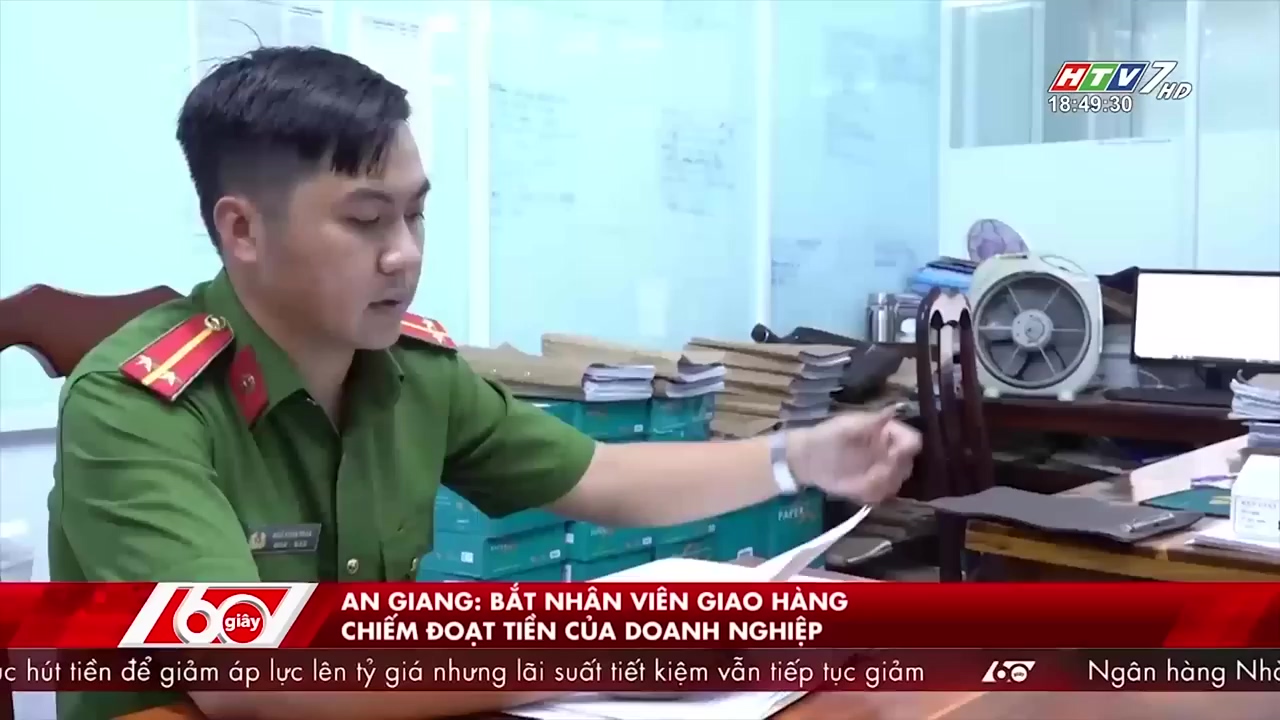 HTV7 HD
18:49:30
60 giây
AN GIANG: BẮT NHÂN VIÊN GIAO HÀNG
CHIẾM ĐOẠT TIỀN CỦA DOANH NGHIỆP
hút tiền để giảm áp lực lên tỷ giá nhưng lãi suất tiết kiệm vẫn tiếp tục giảm 60 Ngân hàng